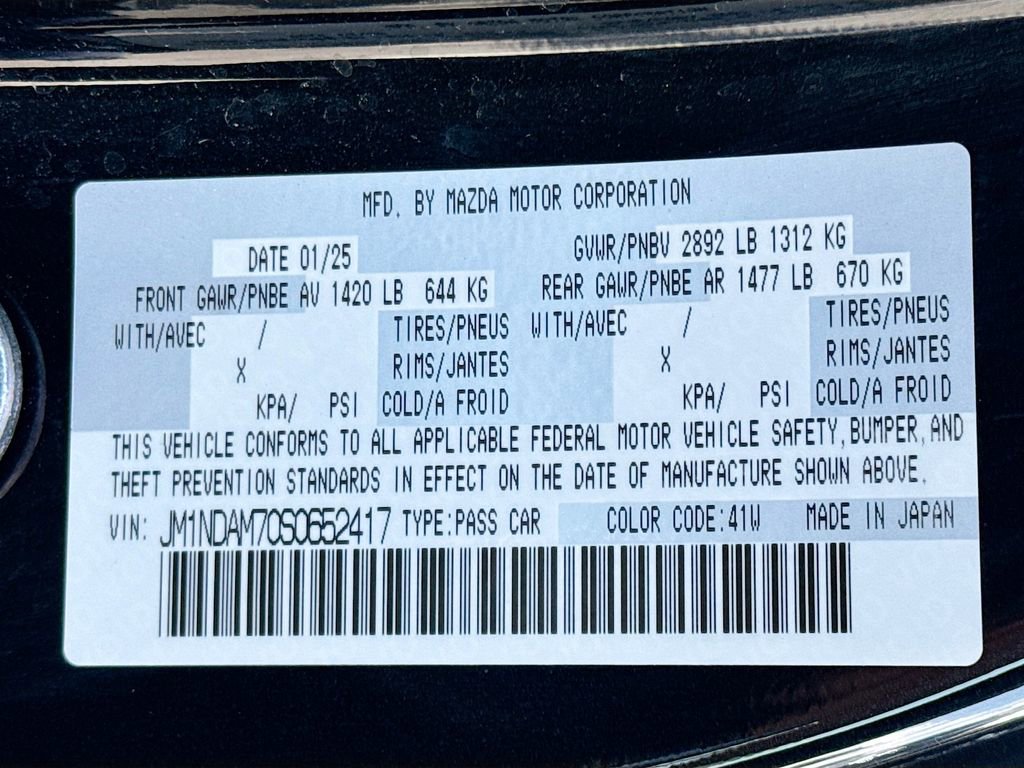 MFD. BY MAZDA MOTOR CORPORATION
DATE 01/25 GVWR/PNBV 2892 LB 1312 KG
FRONT GAWR/PNBE AV 1420 LB 644 KG REAR GAWR/PNBE AR 1477 LB 670 KG
WITH/AVEC / TIRES/PNEUS WITH/AVEC / TIRES/PNEUS
X RIMS/JANTES X RIMS/JANTES
KPA/ PSI COLD/A FROID KPA/ PSI COLD/A FROID
THIS VEHICLE CONFORMS TO ALL APPLICABLE FEDERAL MOTOR VEHICLE SAFETY, BUMPER, AND
THEFT PREVENTION STANDARDS IN EFFECT ON THE DATE OF MANUFACTURE SHOWN ABOVE.
VIN: JM1NDAM70S0652417 TYPE:PASS CAR COLOR CODE:41W MADE IN JAPAN